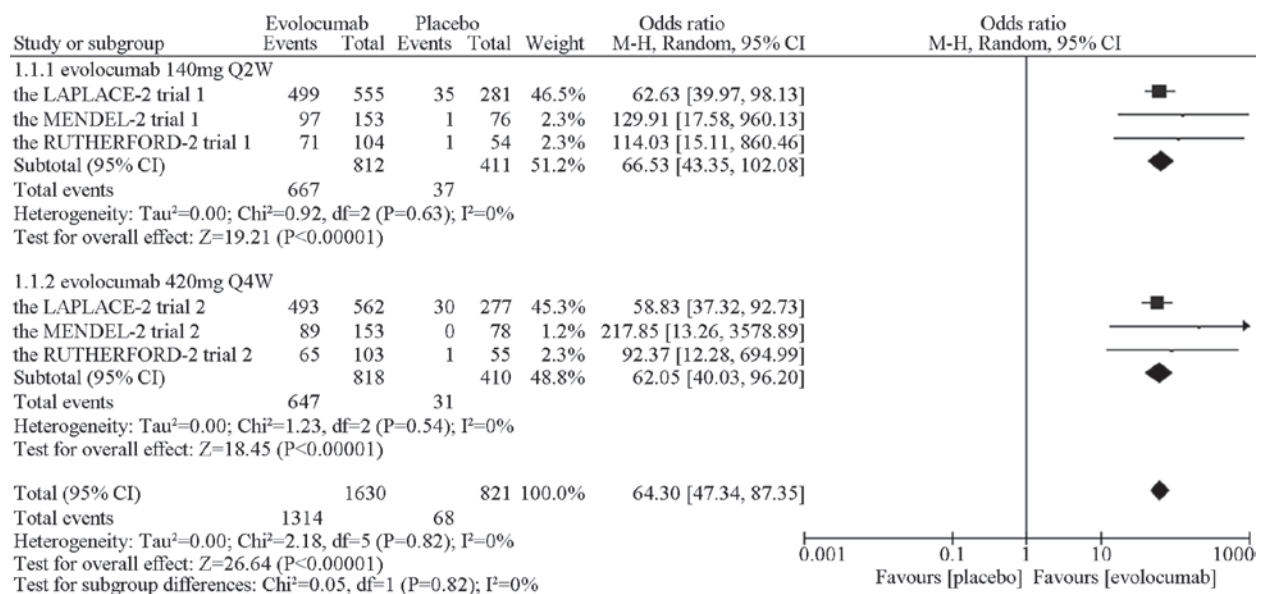 Evolocumab Placebo Odds ratio Odds ratio
Study or subgroup Events Total Events Total Weight M-H, Random, 95% CI M-H, Random, 95% CI
1.1.1 evolocumab 140mg Q2W
the LAPLACE-2 trial 1 499 555 35 281 46.5% 62.63 [39.97, 98.13]
the MENDEL-2 trial 1 97 153 1 76 2.3% 129.91 [17.58, 960.13]
the RUTHERFORD-2 trial 1 71 104 1 54 2.3% 114.03 [15.11, 860.46]
Subtotal (95% CI) 812 411 51.2% 66.53 [43.35, 102.08]
Total events 667 37
Heterogeneity: Tau²=0.00; Chi²=0.92, df=2 (P=0.63); I²=0%
Test for overall effect: Z=19.21 (P<0.00001)
1.1.2 evolocumab 420mg Q4W
the LAPLACE-2 trial 2 493 562 30 277 45.3% 58.83 [37.32, 92.73]
the MENDEL-2 trial 2 89 153 0 78 1.2% 217.85 [13.26, 3578.89]
the RUTHERFORD-2 trial 2 65 103 1 55 2.3% 92.37 [12.28, 694.99]
Subtotal (95% CI) 818 410 48.8% 62.05 [40.03, 96.20]
Total events 647 31
Heterogeneity: Tau²=0.00; Chi²=1.23, df=2 (P=0.54); I²=0%
Test for overall effect: Z=18.45 (P<0.00001)
Total (95% CI) 1630 821 100.0% 64.30 [47.34, 87.35]
Total events 1314 68
Heterogeneity: Tau²=0.00; Chi²=2.18, df=5 (P=0.82); I²=0%
Test for overall effect: Z=26.64 (P<0.00001)
Test for subgroup differences: Chi²=0.05, df=1 (P=0.82); I²=0%
0.001 0.1 1 10 1000
Favours [placebo] Favours [evolocumab]